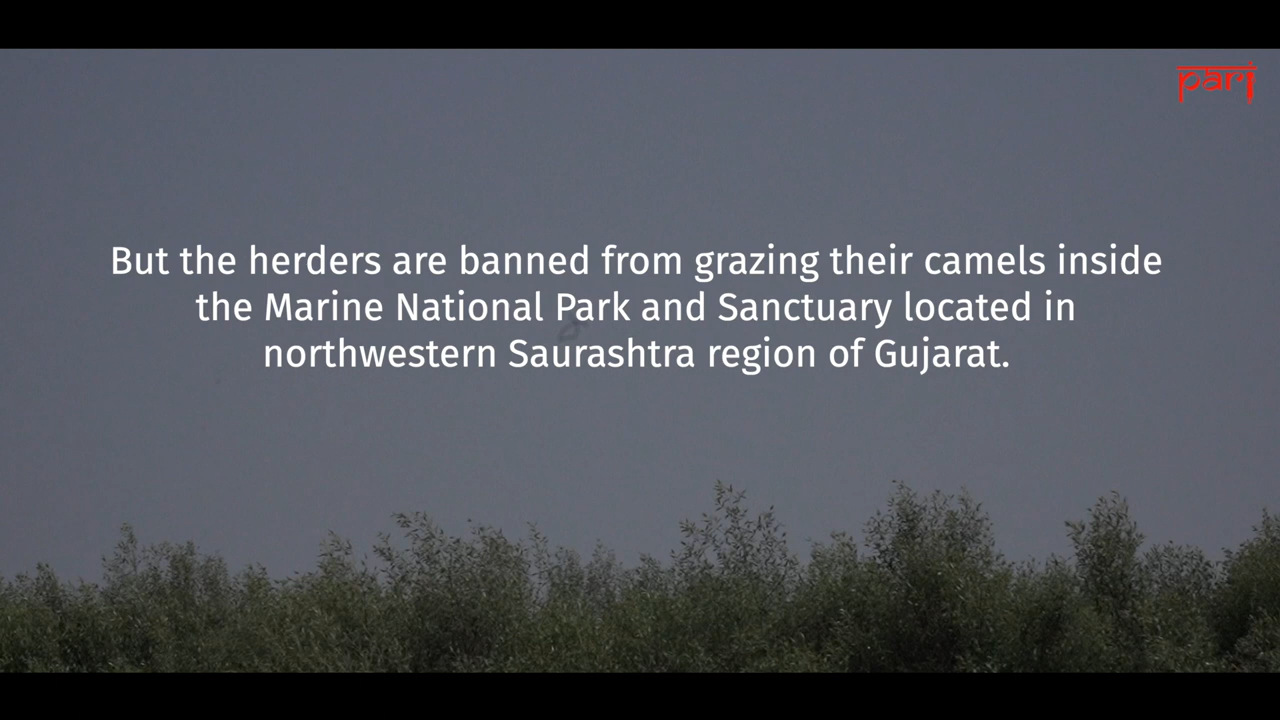 pari
But the herders are banned from grazing their camels inside
the Marine National Park and Sanctuary located in
northwestern Saurashtra region of Gujarat.